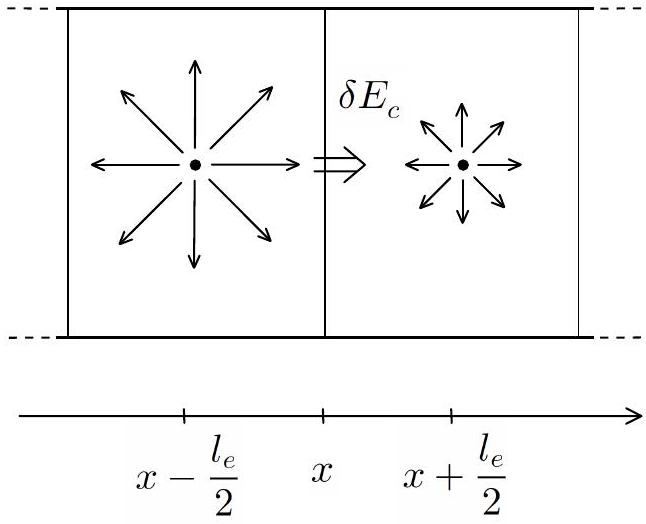 δE_c
x − l_e/2 x x + l_e/2